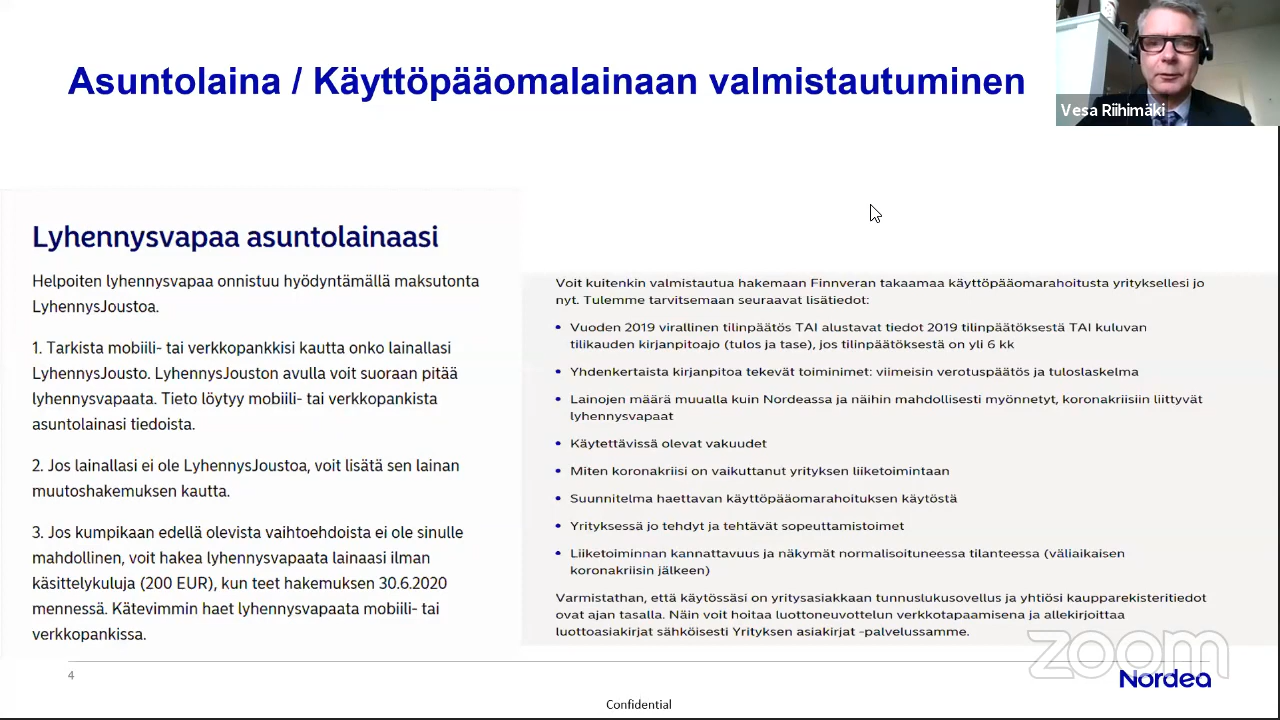 Asuntolaina / Käyttöpääomalainaan valmistautuminen
Vesa Riihimäki
Lyhennysvapaa asuntolainaasi
Helpoiten lyhennysvapaa onnistuu hyödyntämällä maksutonta
LyhennysJoustoa.
1. Tarkista mobiili- tai verkkopankkisi kautta onko lainallasi
LyhennysJousto. LyhennysJouston avulla voit suoraan pitää
lyhennysvapaata. Tieto löytyy mobiili- tai verkkopankista
asuntolainasi tiedoista.
2. Jos lainallasi ei ole LyhennysJoustoa, voit lisätä sen lainan
muutoshakemuksen kautta.
3. Jos kumpikaan edellä olevista vaihtoehdoista ei ole sinulle
mahdollinen, voit hakea lyhennysvapaata lainaasi ilman
käsittelykuluja (200 EUR), kun teet hakemuksen 30.6.2020
mennessä. Kätevimmin haet lyhennysvapaata mobiili- tai
verkkopankissa.
Voit kuitenkin valmistautua hakemaan Finnveran takaamaa käyttöpääomarahoitusta yrityksellesi jo
nyt. Tulemme tarvitsemaan seuraavat lisätiedot:
• Vuoden 2019 virallinen tilinpäätös TAI alustavat tiedot 2019 tilinpäätöksestä TAI kuluvan
tilikauden kirjanpitoajo (tulos ja tase), jos tilinpäätöksestä on yli 6 kk
• Yhdenkertaista kirjanpitoa tekevät toiminimet: viimeisin verotuspäätös ja tuloslaskelma
• Lainojen määrä muualla kuin Nordeassa ja näihin mahdollisesti myönnetyt, koronakriisiin liittyvät
lyhennysvapaat
• Käytettävissä olevat vakuudet
• Miten koronakriisi on vaikuttanut yrityksen liiketoimintaan
• Suunnitelma haettavan käyttöpääomarahoituksen käytöstä
• Yrityksessä jo tehdyt ja tehtävät sopeuttamistoimet
• Liiketoiminnan kannattavuus ja näkymät normalisoituneessa tilanteessa (väliaikaisen
koronakriisin jälkeen)
Varmistathan, että käytössäsi on yritysasiakkaan tunnuslukusovellus ja yhtiösi kaupparekisteritiedot
ovat ajan tasalla. Näin voit hoitaa luottoneuvottelun verkkotapaamisena ja allekirjoittaa
luottoasiakirjat sähköisesti Yrityksen asiakirjat -palvelussamme.
zoom
4
Nordea
Confidential